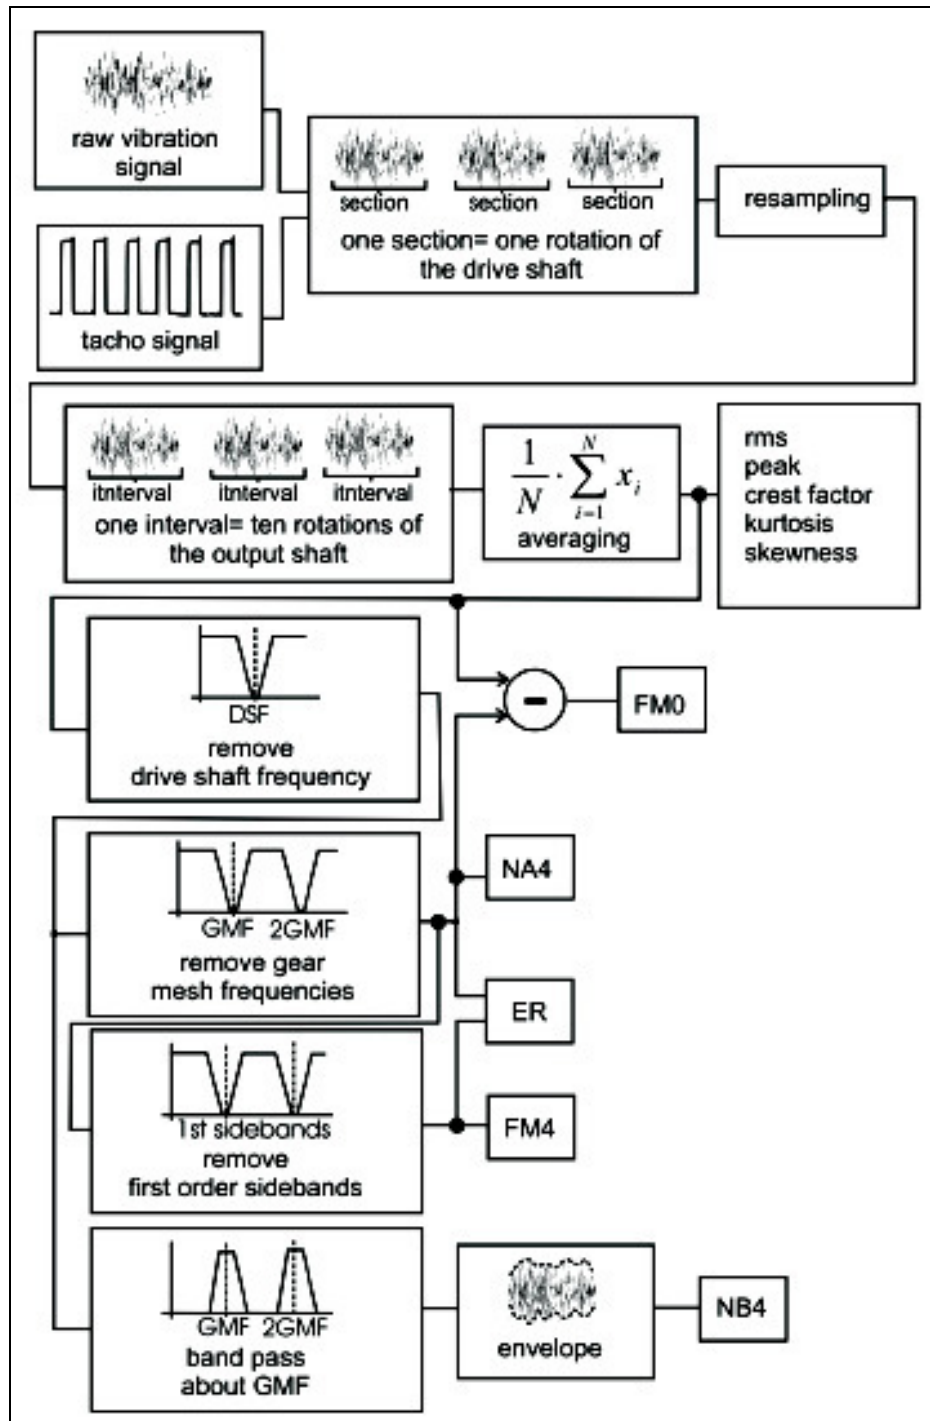 raw vibration
signal
tacho signal
section
section
section
one section= one rotation of
the drive shaft
resampling
itnterval
itnterval
itnterval
one interval= ten rotations of
the output shaft
1/N · ∑ x_i
N
i=1
averaging
rms
peak
crest factor
kurtosis
skewness
DSF
remove
drive shaft frequency
-
FM0
GMF 2GMF
remove gear
mesh frequencies
NA4
ER
1st sidebands
remove
first order sidebands
FM4
GMF 2GMF
band pass
about GMF
envelope
NB4